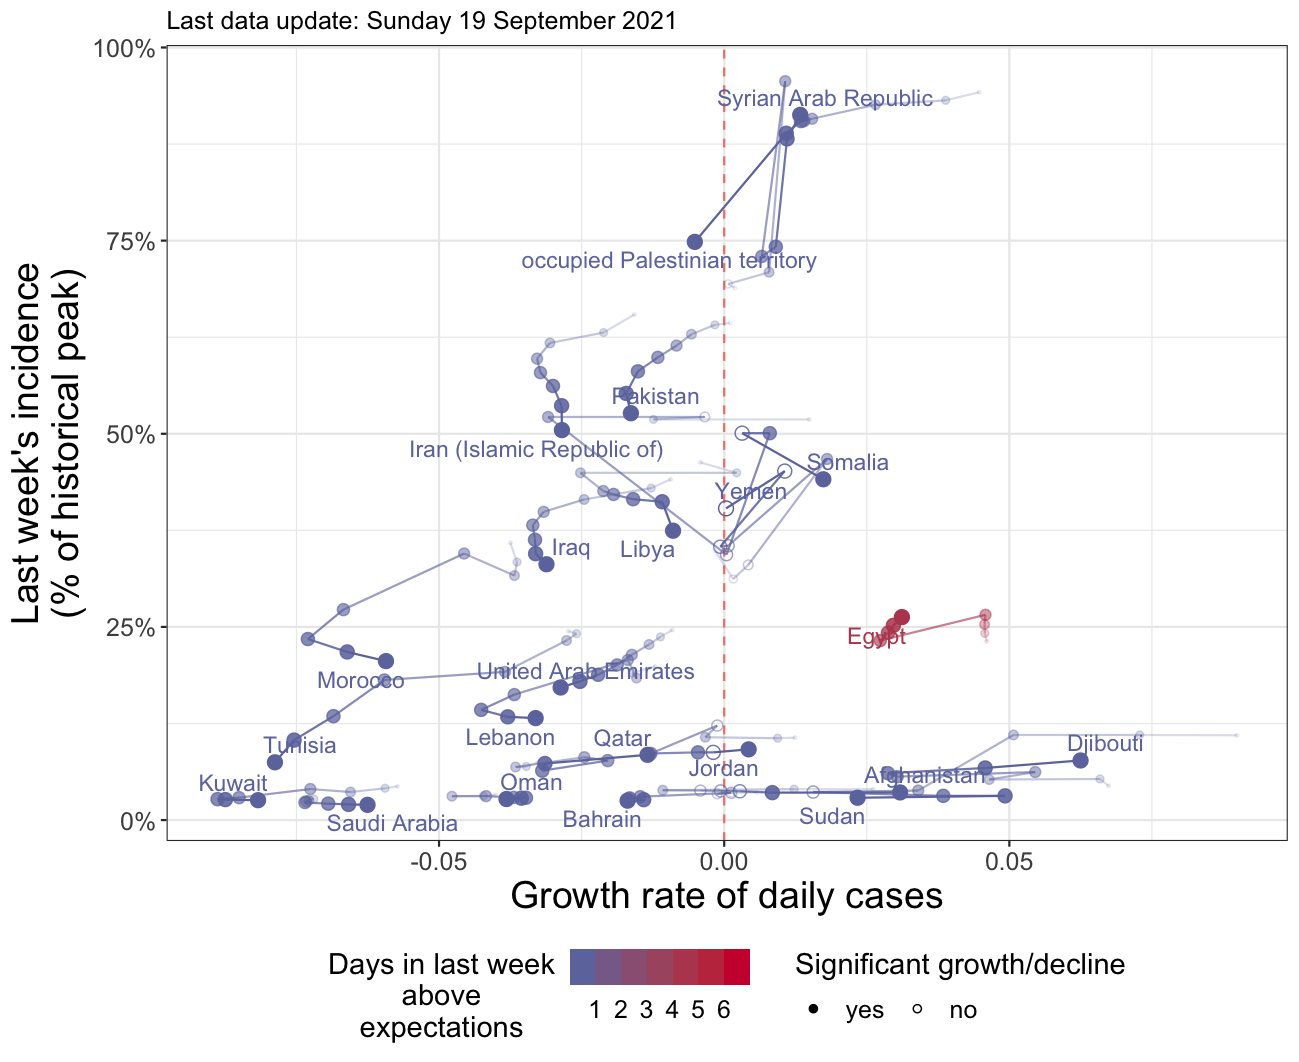 Last data update: Sunday 19 September 2021
100%
75%
50%
25%
0%
Last week's incidence
(% of historical peak)
Syrian Arab Republic
occupied Palestinian territory
Pakistan
Iran (Islamic Republic of)
Somalia
Yemen
Iraq
Libya
Egypt
United Arab Emirates
Morocco
Lebanon
Qatar
Tunisia
Djibouti
Jordan
Afghanistan
Kuwait
Oman
Saudi Arabia
Bahrain
Sudan
-0.05
0.00
0.05
Growth rate of daily cases
Days in last week
above
expectations
1 2 3 4 5 6
Significant growth/decline
yes
no